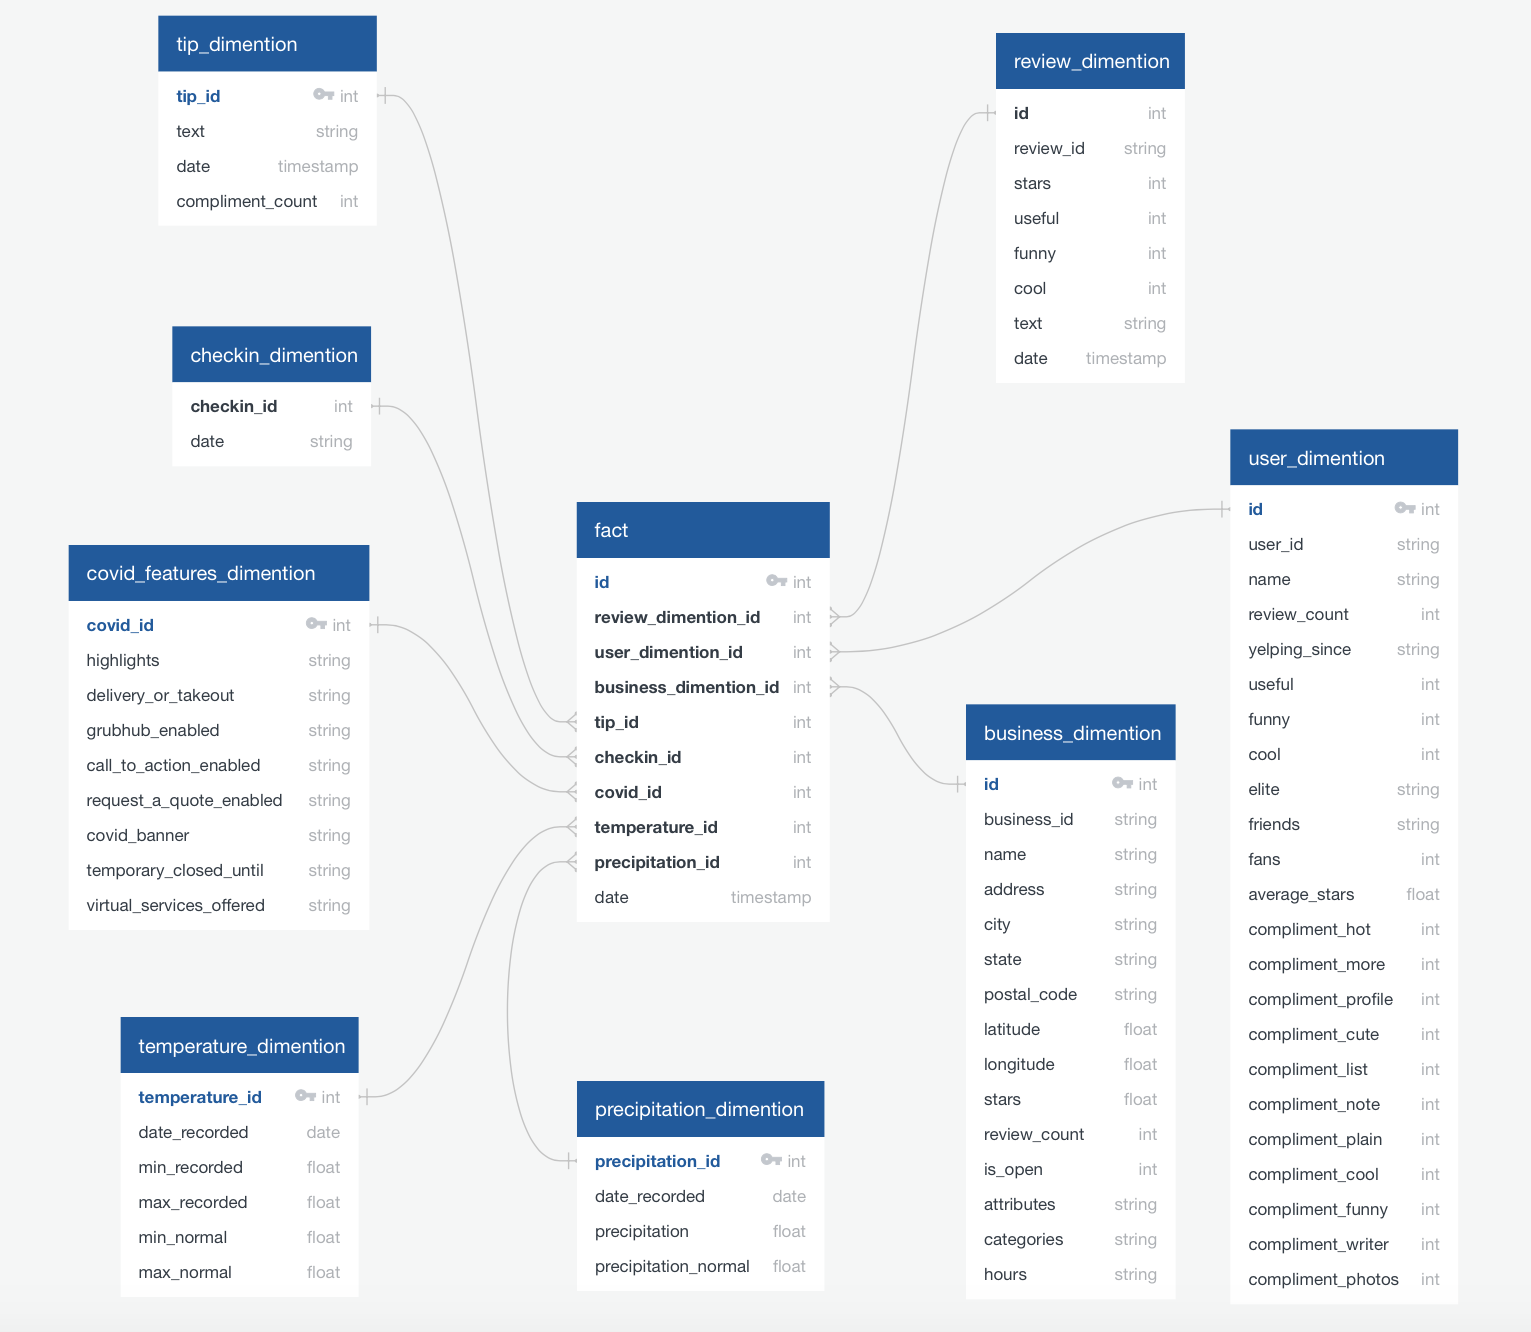 tip_dimention
tip_id int
text string
date timestamp
compliment_count int
review_dimention
id int
review_id string
stars int
useful int
funny int
cool int
text string
date timestamp
checkin_dimention
checkin_id int
date string
user_dimention
id int
user_id string
name string
review_count int
yelping_since string
useful int
funny int
cool int
elite string
friends string
fans int
average_stars float
compliment_hot int
compliment_more int
compliment_profile int
compliment_cute int
compliment_list int
compliment_note int
compliment_plain int
compliment_cool int
compliment_funny int
compliment_writer int
compliment_photos int
fact
id int
review_dimention_id int
user_dimention_id int
business_dimention_id int
tip_id int
checkin_id int
covid_id int
temperature_id int
precipitation_id int
date timestamp
covid_features_dimention
covid_id int
highlights string
delivery_or_takeout string
grubhub_enabled string
call_to_action_enabled string
request_a_quote_enabled string
covid_banner string
temporary_closed_until string
virtual_services_offered string
business_dimention
id int
business_id string
name string
address string
city string
state string
postal_code string
latitude float
longitude float
stars float
review_count int
is_open int
attributes string
categories string
hours string
temperature_dimention
temperature_id int
date_recorded date
min_recorded float
max_recorded float
min_normal float
max_normal float
precipitation_dimention
precipitation_id int
date_recorded date
precipitation float
precipitation_normal float